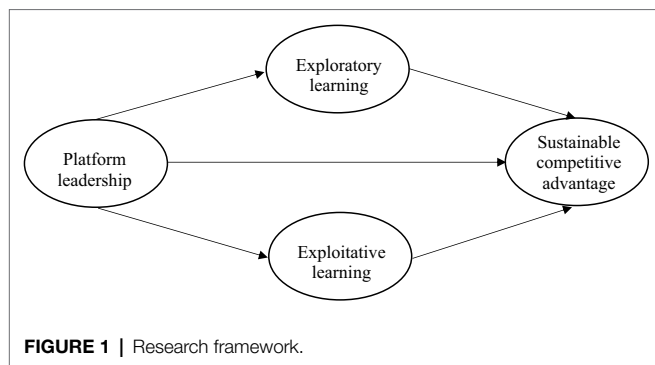 Exploratory
learning
Platform
leadership
Sustainable
competitive
advantage
Exploitative
learning
FIGURE 1 | Research framework.